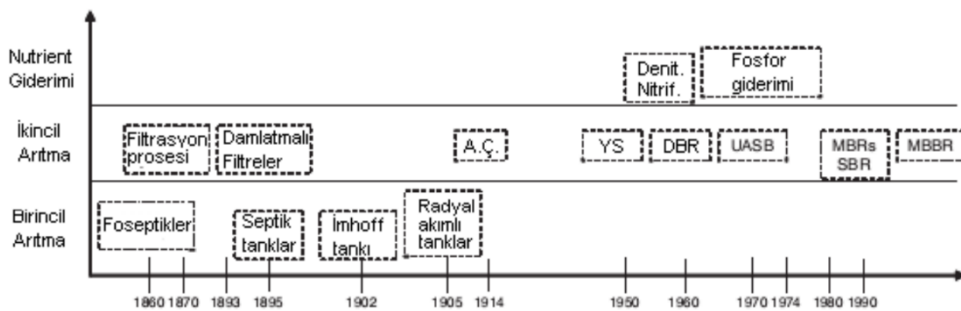 Nutrient
Giderimi
Denit.
Nitrif.
Fosfor
giderimi
İkincil
Arıtma
Filtrasyon
prosesi
Damlatmalı
Filtreler
A.Ç.
YS
DBR
UASB
MBRs
SBR
MBBR
Birincil
Arıtma
Foseptikler
Septik
tanklar
İmhoff
tankı
Radyal
akımlı
tanklar
1860 1870 1893 1895 1902 1905 1914 1950 1960 1970 1974 1980 1990